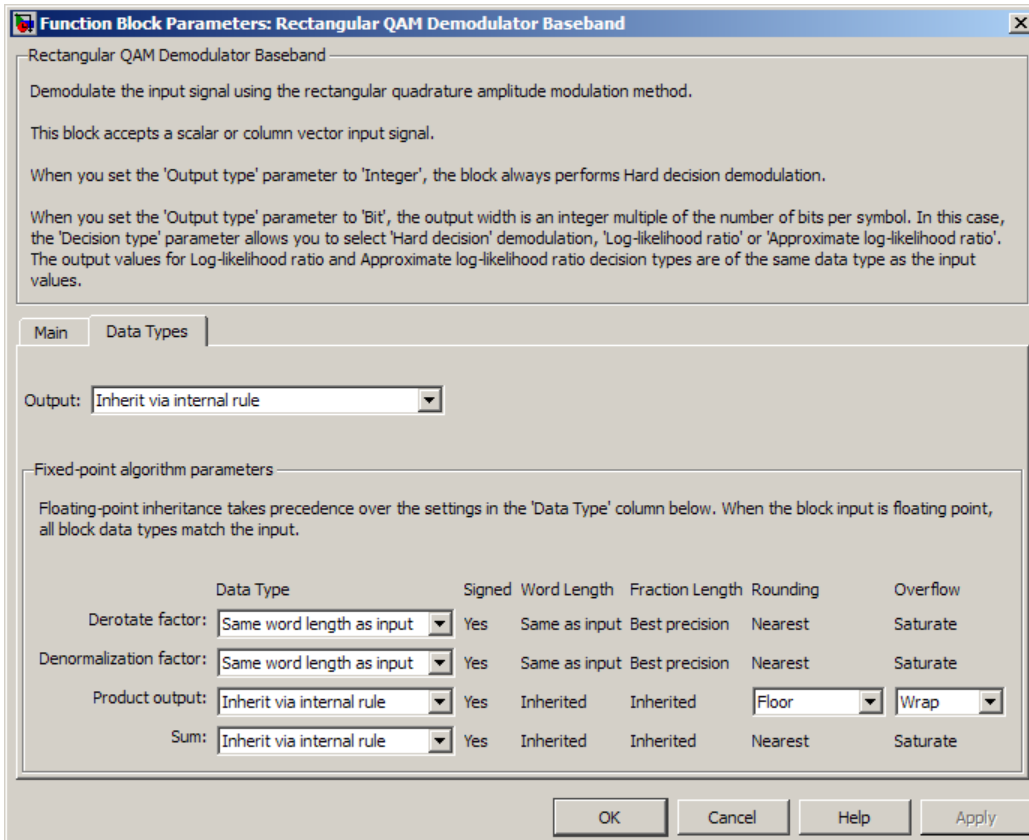 Function Block Parameters: Rectangular QAM Demodulator Baseband
Rectangular QAM Demodulator Baseband
Demodulate the input signal using the rectangular quadrature amplitude modulation method.
This block accepts a scalar or column vector input signal.
When you set the 'Output type' parameter to 'Integer', the block always performs Hard decision demodulation.
When you set the 'Output type' parameter to 'Bit', the output width is an integer multiple of the number of bits per symbol. In this case,
the 'Decision type' parameter allows you to select 'Hard decision' demodulation, 'Log-likelihood ratio' or 'Approximate log-likelihood ratio'.
The output values for Log-likelihood ratio and Approximate log-likelihood ratio decision types are of the same data type as the input
values.
Main Data Types
Output: Inherit via internal rule
Fixed-point algorithm parameters
Floating-point inheritance takes precedence over the settings in the 'Data Type' column below. When the block input is floating point,
all block data types match the input.
Data Type Signed Word Length Fraction Length Rounding Overflow
Derotate factor: Same word length as input Yes Same as input Best precision Nearest Saturate
Denormalization factor: Same word length as input Yes Same as input Best precision Nearest Saturate
Product output: Inherit via internal rule Yes Inherited Inherited Floor Wrap
Sum: Inherit via internal rule Yes Inherited Inherited Nearest Saturate
OK Cancel Help Apply